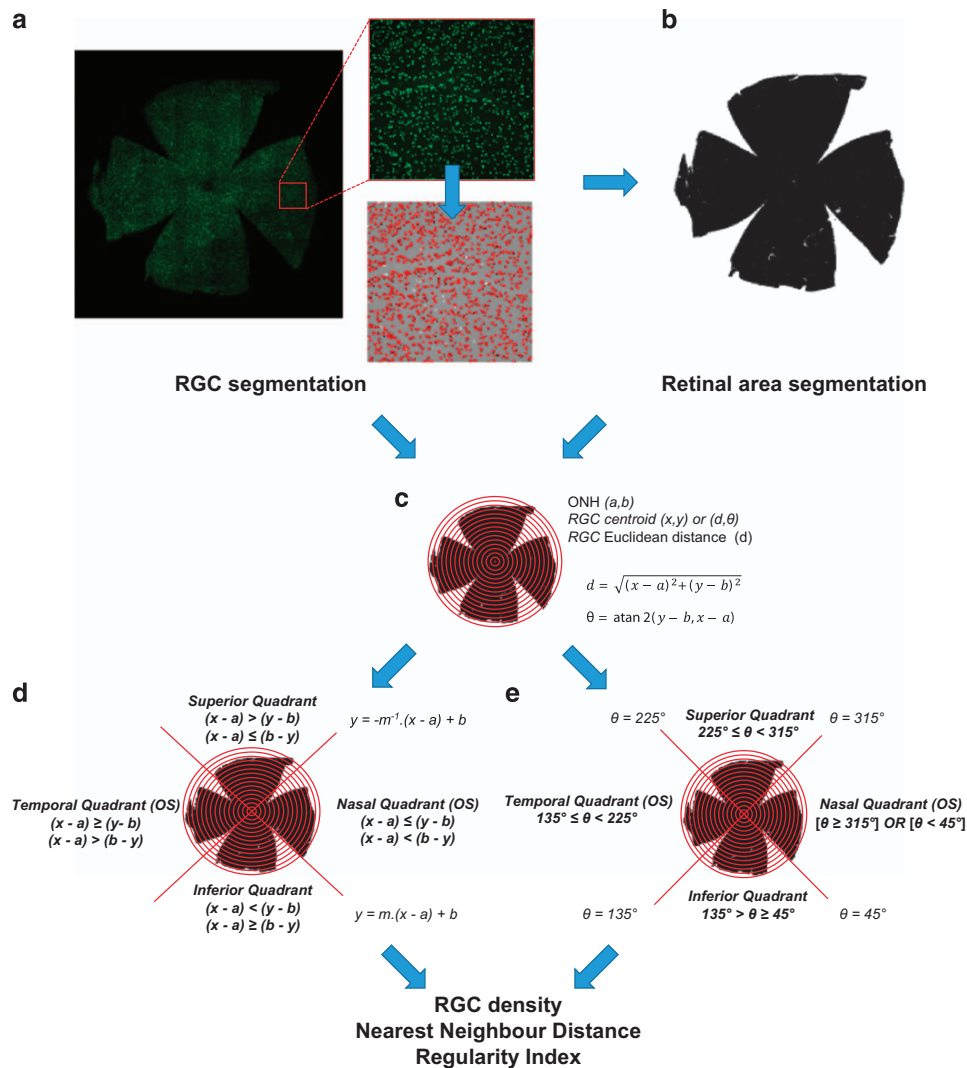 a
b
RGC segmentation
Retinal area segmentation
c
ONH (a,b)
RGC centroid (x,y) or (d,θ)
RGC Euclidean distance (d)
d = √(x − a)²+(y − b)²
θ = atan 2(y − b, x − a)
d
Superior Quadrant
(x - a) > (y - b)
(x - a) ≤ (b - y)
y = -m⁻¹.(x - a) + b
Temporal Quadrant (OS)
(x - a) ≥ (y- b)
(x - a) > (b - y)
Nasal Quadrant (OS)
(x - a) ≤ (y - b)
(x - a) < (b - y)
Inferior Quadrant
(x - a) < (y - b)
(x - a) ≥ (b - y)
y = m.(x - a) + b
e
θ = 225°
Superior Quadrant
225° ≤ θ < 315°
θ = 315°
Temporal Quadrant (OS)
135° ≤ θ < 225°
Nasal Quadrant (OS)
[θ ≥ 315°] OR [θ < 45°]
θ = 135°
Inferior Quadrant
135° > θ ≥ 45°
θ = 45°
RGC density
Nearest Neighbour Distance
Regularity Index